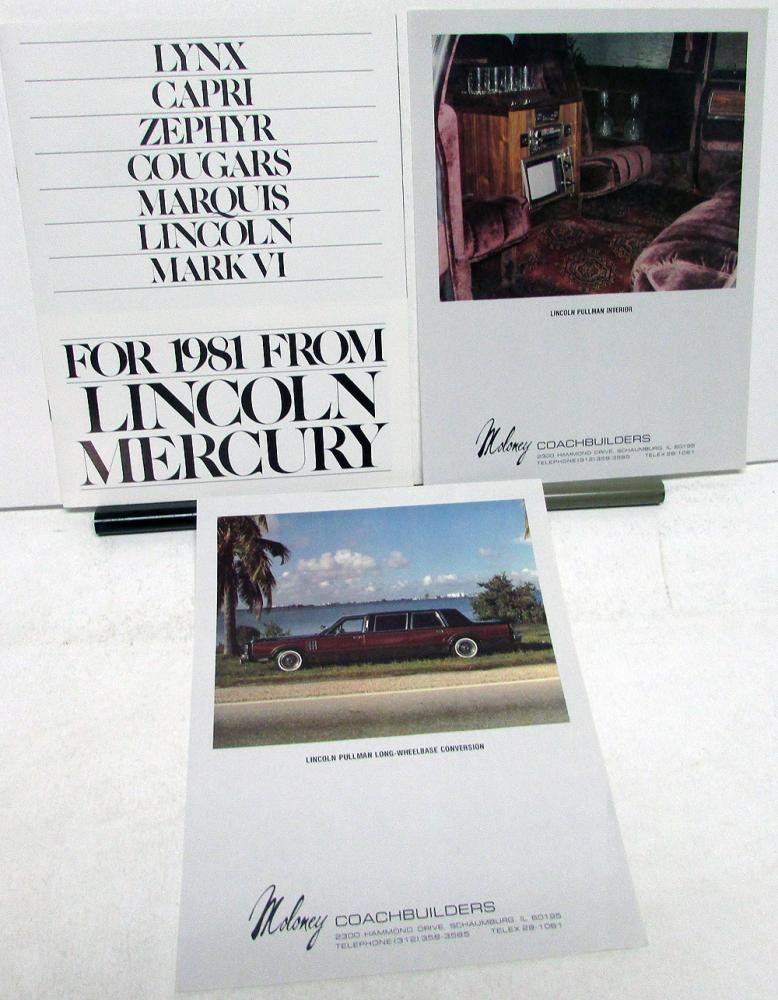 LYNX
CAPRI
ZEPHYR
COUGARS
MARQUIS
LINCOLN
MARK VI
FOR 1981 FROM
LINCOLN
MERCURY
LINCOLN PULLMAN INTERIOR
Moloney COACHBUILDERS
2300 HAMMOND DRIVE, SCHAUMBURG, IL 60195
TELEPHONE (312) 358-3585 TELEX 28-1061
LINCOLN PULLMAN LONG-WHEELBASE CONVERSION
Moloney COACHBUILDERS
2300 HAMMOND DRIVE, SCHAUMBURG, IL 60195
TELEPHONE (312) 358-3585 TELEX 28-1061